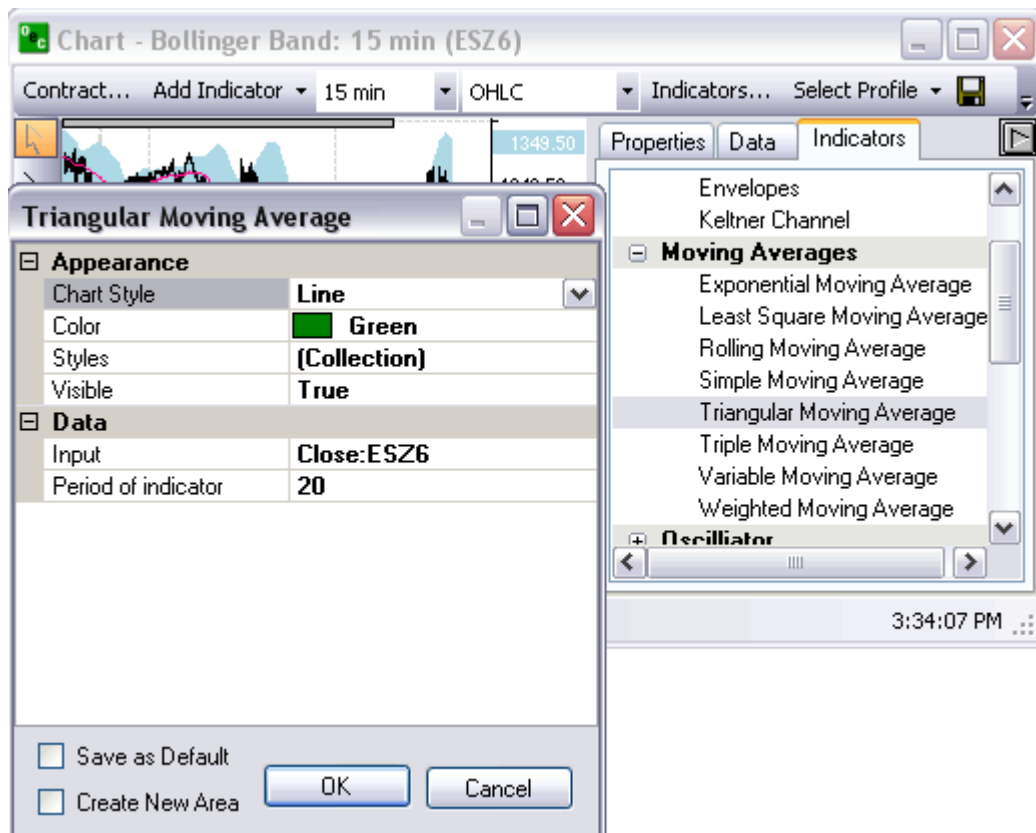 Oec Chart - Bollinger Band: 15 min (ESZ6)
Contract... Add Indicator 15 min OHLC Indicators... Select Profile
1349.50
Properties Data Indicators
Envelopes
Keltner Channel
Moving Averages
Exponential Moving Average
Least Square Moving Average
Rolling Moving Average
Simple Moving Average
Triangular Moving Average
Triple Moving Average
Variable Moving Average
Weighted Moving Average
Oscilliator
3:34:07 PM
Triangular Moving Average
Appearance
Chart Style Line
Color Green
Styles (Collection)
Visible True
Data
Input Close:ESZ6
Period of indicator 20
Save as Default
Create New Area
OK Cancel